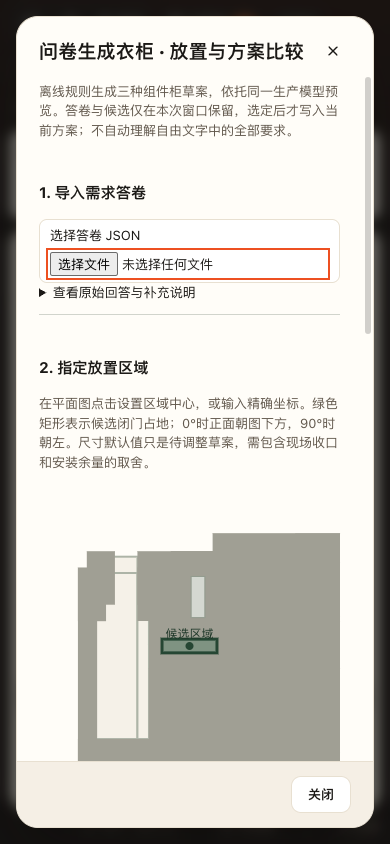 问卷生成衣柜 · 放置与方案比较 ×
离线规则生成三种组件柜草案，依托同一生产模型预
览。答卷与候选仅在本次窗口保留，选定后才写入当
前方案；不自动理解自由文字中的全部要求。
1. 导入需求答卷
选择答卷 JSON
选择文件 未选择任何文件
▶ 查看原始回答与补充说明
2. 指定放置区域
在平面图点击设置区域中心，或输入精确坐标。绿色
矩形表示候选闭门占地；0°时正面朝图下方，90°时
朝左。尺寸默认值只是待调整草案，需包含现场收口
和安装余量的取舍。
候选区域
关闭